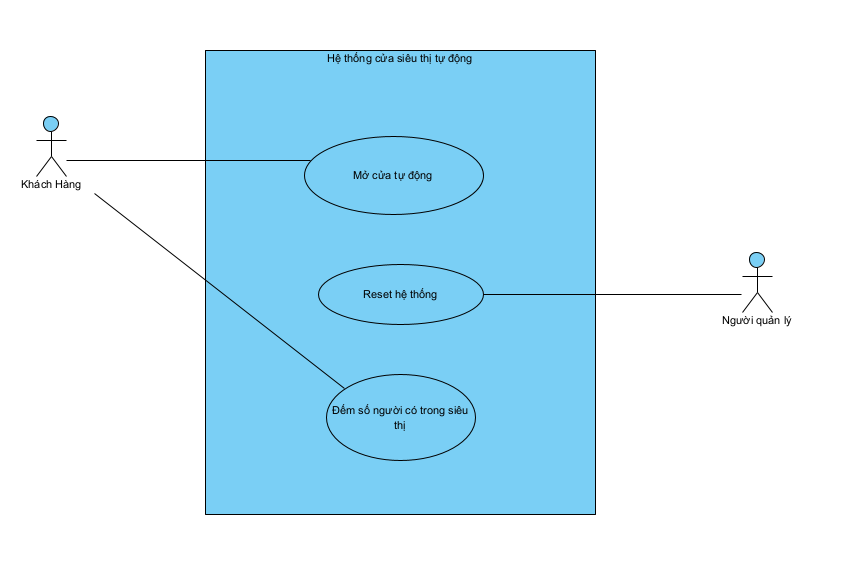 Hệ thống cửa siêu thị tự động
Khách Hàng
Mở cửa tự động
Reset hệ thống
Người quản lý
Đếm số người có trong siêu
thị